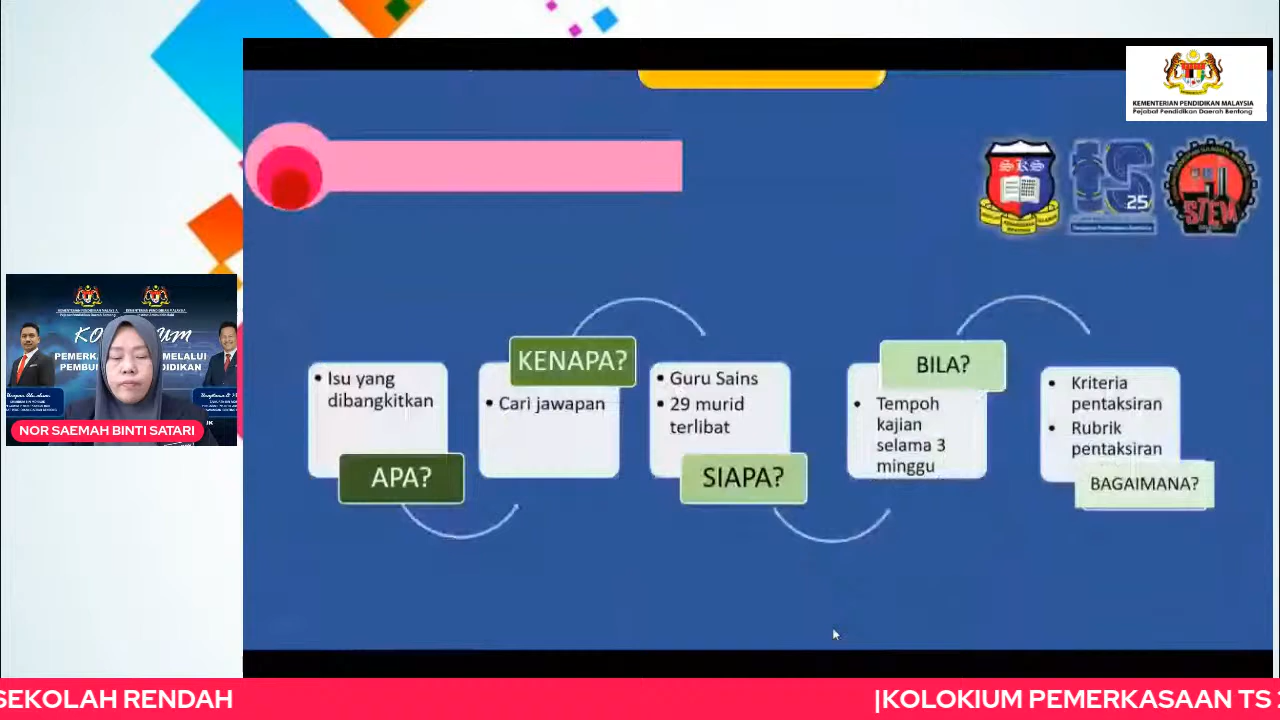 KEMENTERIAN PENDIDIKAN MALAYSIA
Pejabat Pendidikan Daerah Bentong
SKS
25
STEM
KENAPA?
BILA?
• Isu yang
dibangkitkan
• Cari jawapan
• Guru Sains
• 29 murid
terlibat
• Tempoh
kajian
selama 3
minggu
• Kriteria
pentaksiran
• Rubrik
pentaksiran
APA?
SIAPA?
BAGAIMANA?
MELALUI
NOR SAEMAH BINTI SATARI
SEKOLAH RENDAH
|KOLOKIUM PEMERKASAAN TS